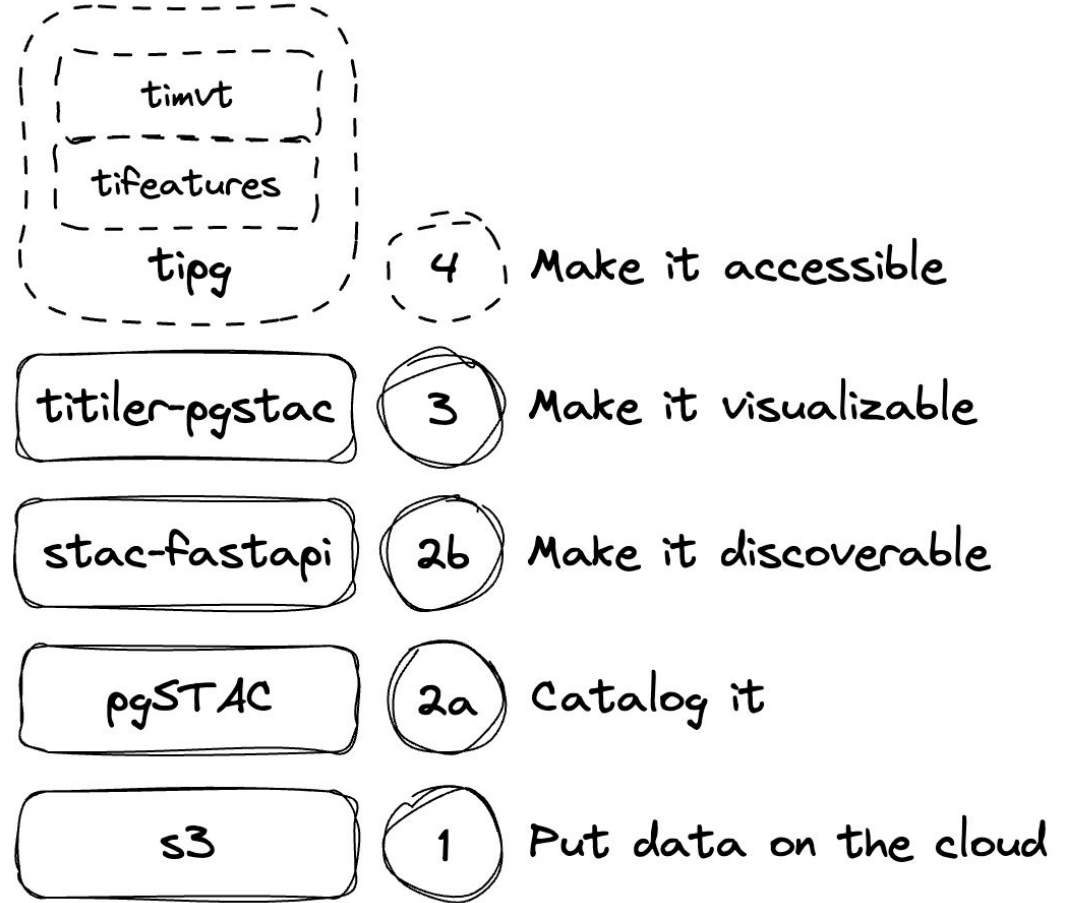 timvt
tifeatures
tipg
4 Make it accessible
titiler-pgstac 3 Make it visualizable
stac-fastapi 2b Make it discoverable
pgSTAC 2a Catalog it
s3 1 Put data on the cloud